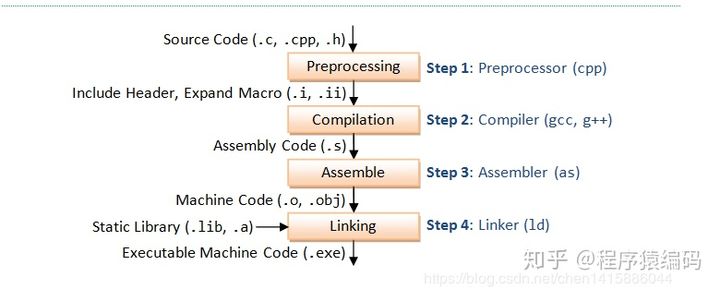 Source Code (.c, .cpp, .h)
Preprocessing
Step 1: Preprocessor (cpp)
Include Header, Expand Macro (.i, .ii)
Compilation
Step 2: Compiler (gcc, g++)
Assembly Code (.s)
Assemble
Step 3: Assembler (as)
Machine Code (.o, .obj)
Static Library (.lib, .a)
Linking
Step 4: Linker (ld)
Executable Machine Code (.exe)
知乎 @程序猿编码
https://blog.csdn.net/chen1415886044